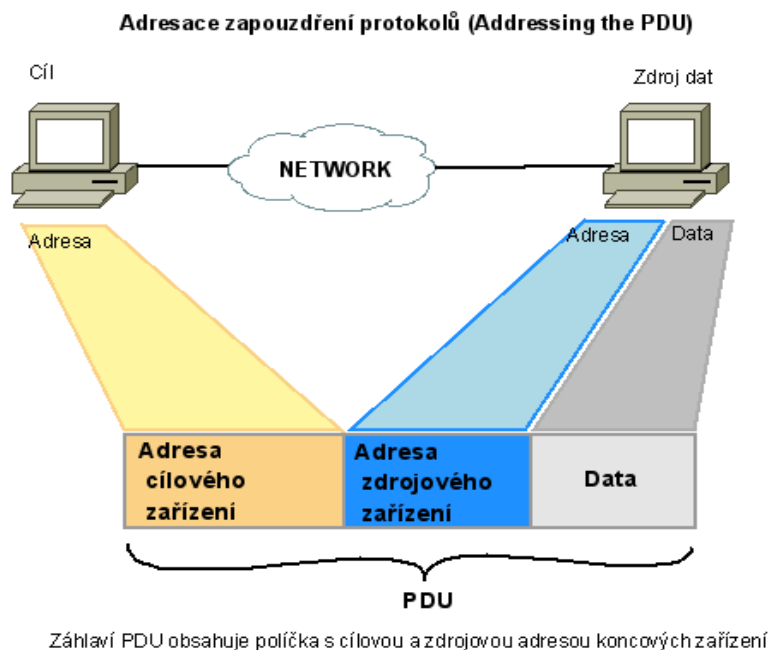 Adresace zapouzdření protokolů (Addressing the PDU)
Cíl
Zdroj dat
NETWORK
Adresa
Adresa
Data
Adresa
cílového
zařízení
Adresa
zdrojového
zařízení
Data
PDU
Záhlaví PDU obsahuje políčka s cílovou a zdrojovou adresou koncových zařízení